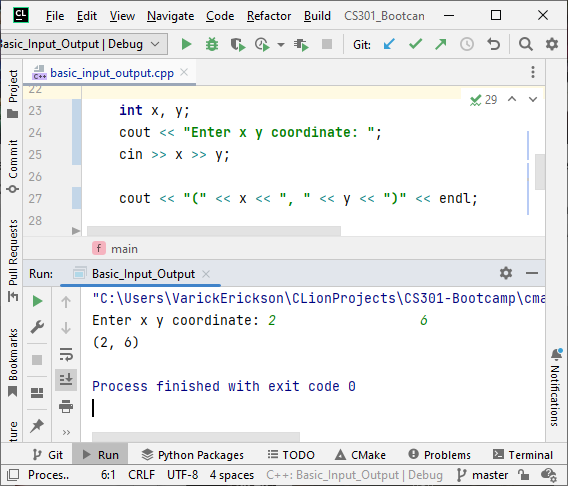 CL File Edit View Navigate Code Refactor Build CS301_Bootcan
Basic_Input_Output | Debug Git:
basic_input_output.cpp
22
29
23 int x, y;
24 cout << "Enter x y coordinate: ";
25 cin >> x >> y;
26
27 cout << "(" << x << ", " << y << ")" << endl;
28
f main
Run: Basic_Input_Output
"C:\Users\VarickErickson\CLionProjects\CS301-Bootcamp\cma
Enter x y coordinate: 2 6
(2, 6)
Process finished with exit code 0
Project
Commit
Pull Requests
Bookmarks
Notifications
Git Run Python Packages TODO CMake Problems Terminal
Proces.. 6:1 CRLF UTF-8 4 spaces C++: Basic_Input_Output | Debug master